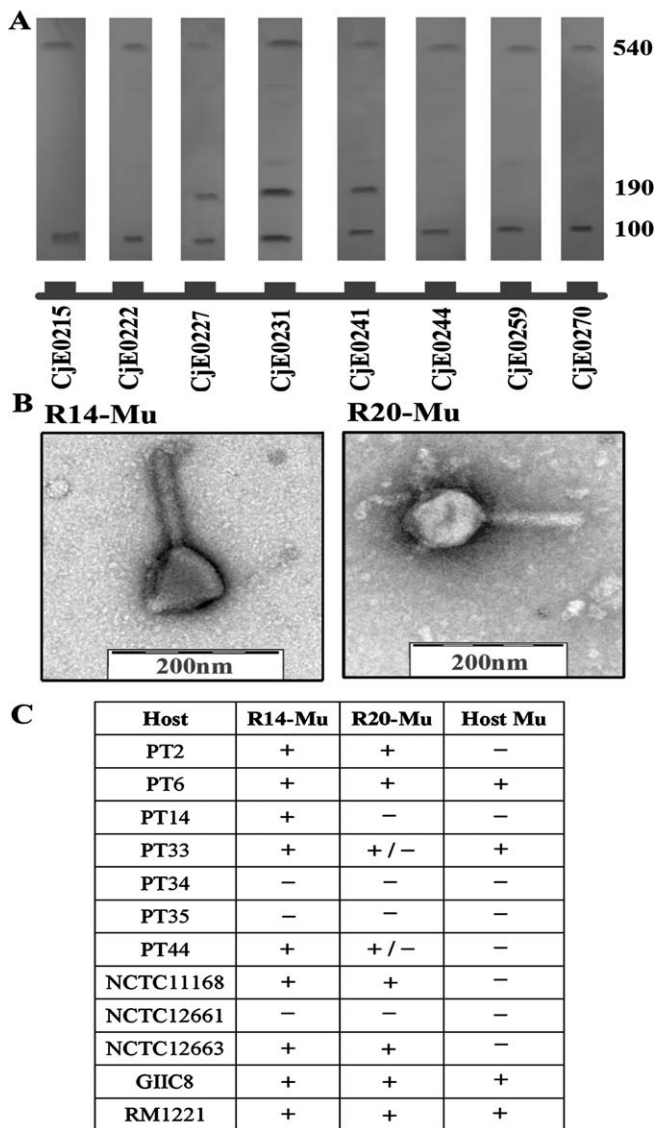 A
540
190
100
CjE0215 CjE0222 CjE0227 CjE0231 CjE0241 CjE0244 CjE0259 CjE0270
B
R14-Mu R20-Mu
200nm 200nm
C
Host R14-Mu R20-Mu Host Mu
PT2 + + −
PT6 + + +
PT14 + − −
PT33 + + / − +
PT34 − − −
PT35 − − −
PT44 + + / − −
NCTC11168 + + −
NCTC12661 − − −
NCTC12663 + + −
GIIC8 + + +
RM1221 + + +